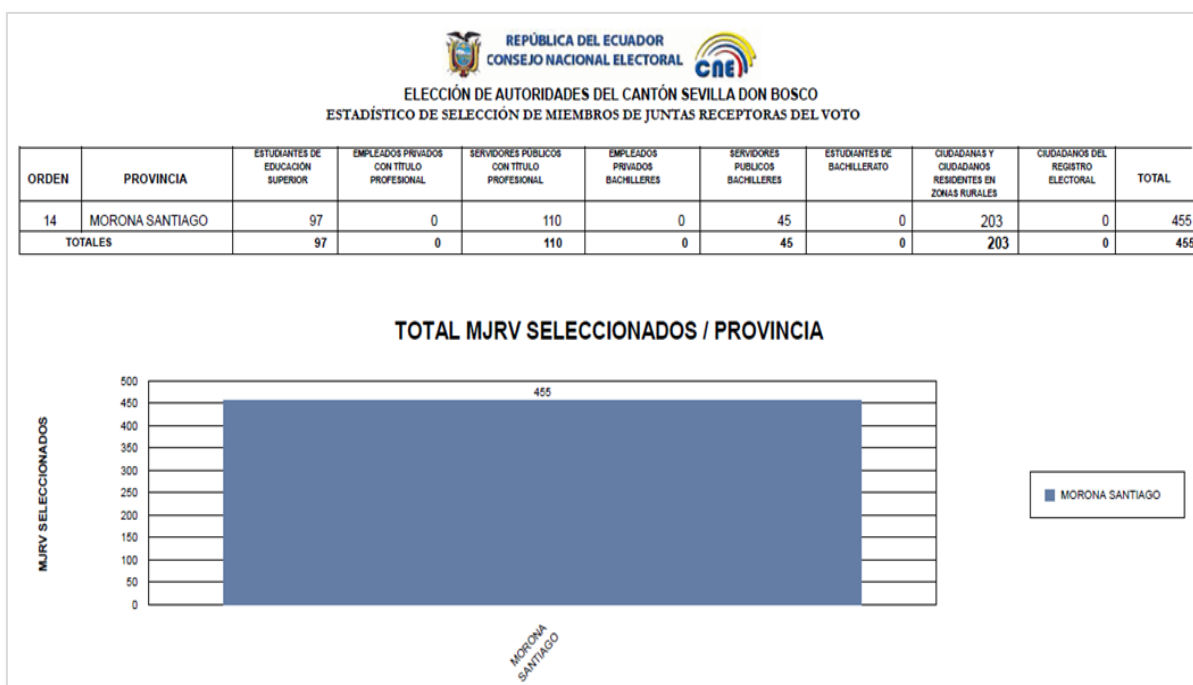 REPÚBLICA DEL ECUADOR
CONSEJO NACIONAL ELECTORAL
CNE
ELECCIÓN DE AUTORIDADES DEL CANTÓN SEVILLA DON BOSCO
ESTADÍSTICO DE SELECCIÓN DE MIEMBROS DE JUNTAS RECEPTORAS DEL VOTO
ORDEN PROVINCIA ESTUDIANTES DE EDUCACIÓN SUPERIOR EMPLEADOS PRIVADOS CON TÍTULO PROFESIONAL SERVIDORES PÚBLICOS CON TÍTULO PROFESIONAL EMPLEADOS PRIVADOS BACHILLERES SERVIDORES PUBLICOS BACHILLERES ESTUDIANTES DE BACHILLERATO CIUDADANAS Y CIUDADANOS RESIDENTES EN ZONAS RURALES CIUDADANOS DEL REGISTRO ELECTORAL TOTAL
14 MORONA SANTIAGO 97 0 110 0 45 0 203 0 455
TOTALES 97 0 110 0 45 0 203 0 455
TOTAL MJRV SELECCIONADOS / PROVINCIA
MJRV SELECCIONADOS
500
450
400
350
300
250
200
150
100
50
0
455
MORONA
SANTIAGO
MORONA SANTIAGO